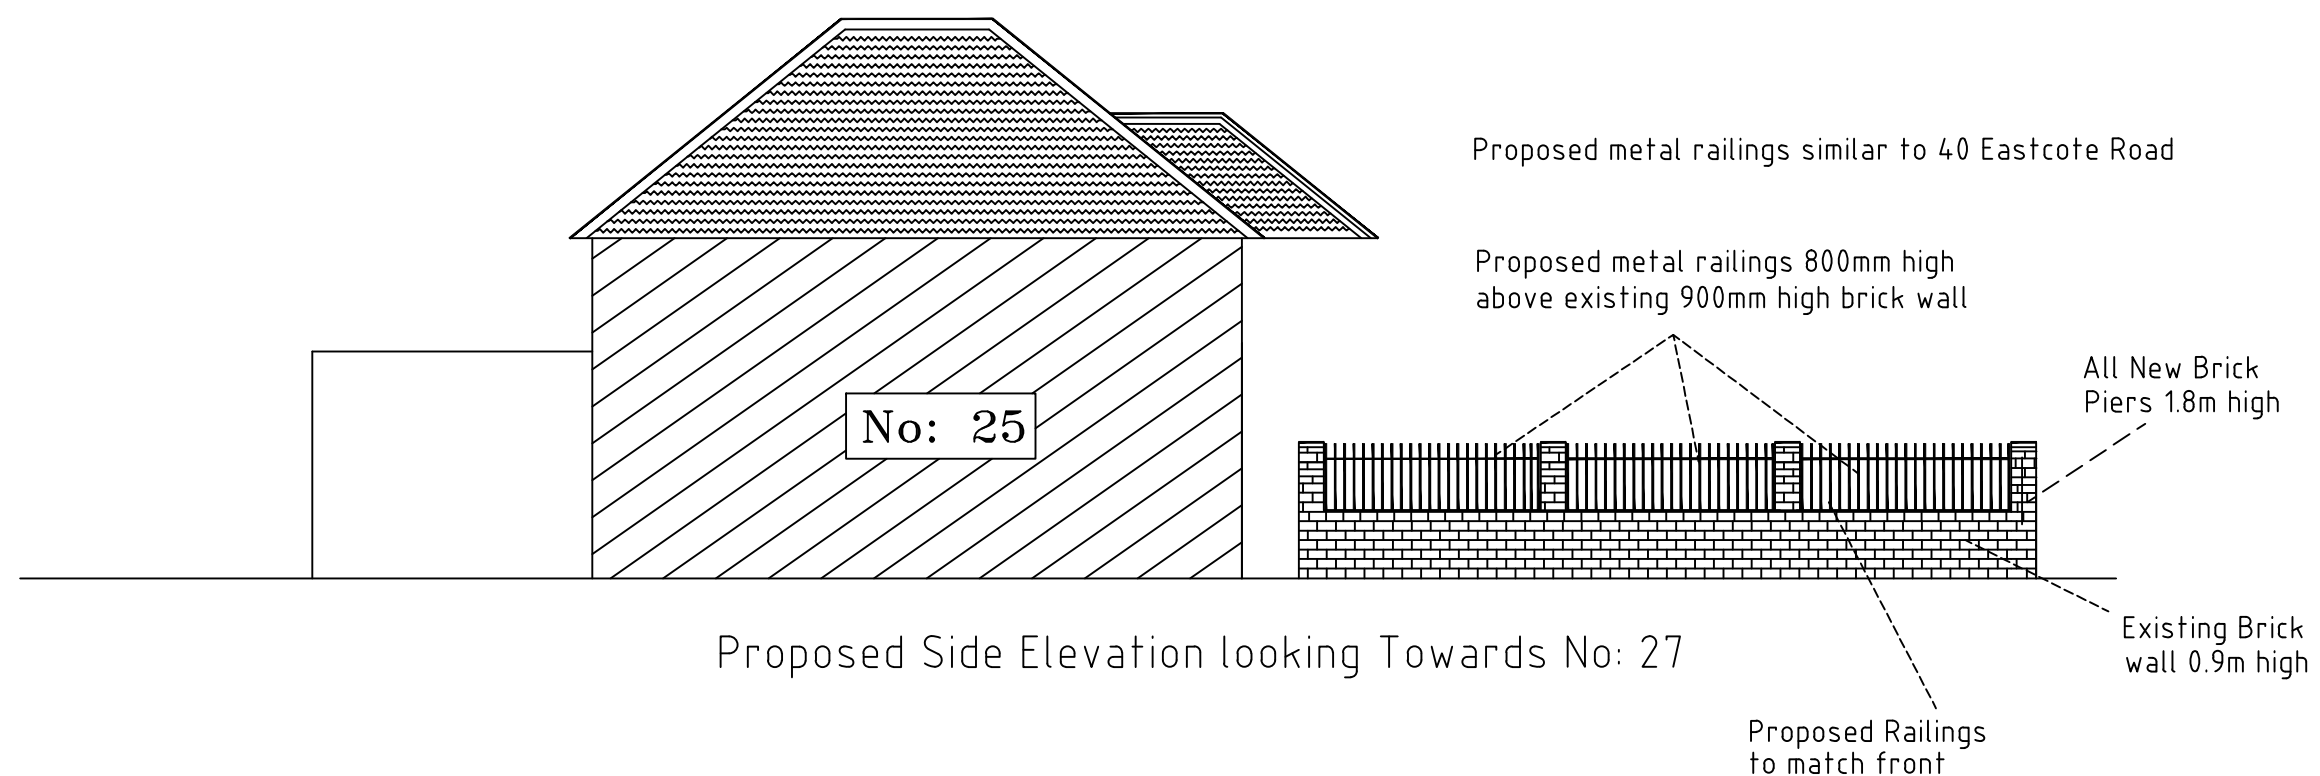 Proposed metal railings similar to 40 Eastcote Road
Proposed metal railings 800mm high
above existing 900mm high brick wall
All New Brick
Piers 1.8m high
No: 25
Existing Brick
wall 0.9m high
Proposed Side Elevation looking Towards No: 27
Proposed Railings
to match front